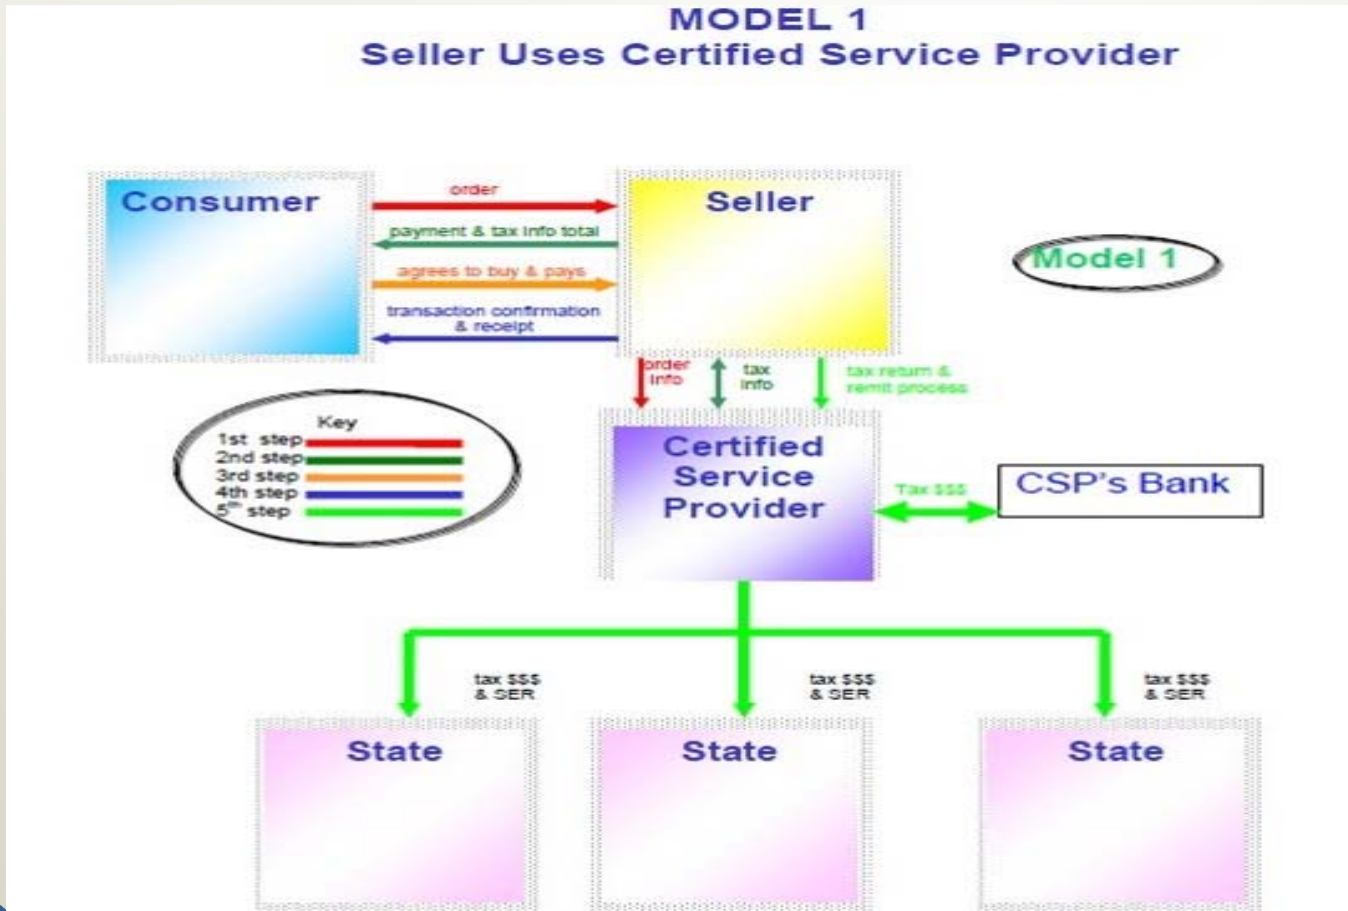 MODEL 1
Seller Uses Certified Service Provider
Consumer
order
payment & tax info total
agrees to buy & pays
transaction confirmation
& receipt
Seller
Model 1
order
info
tax
info
tax return &
remit process
Key
1st step
2nd step
3rd step
4th step
5th step
Certified
Service
Provider
Tax $$$
CSP's Bank
tax $$$
& SER
tax $$$
& SER
tax $$$
& SER
State
State
State